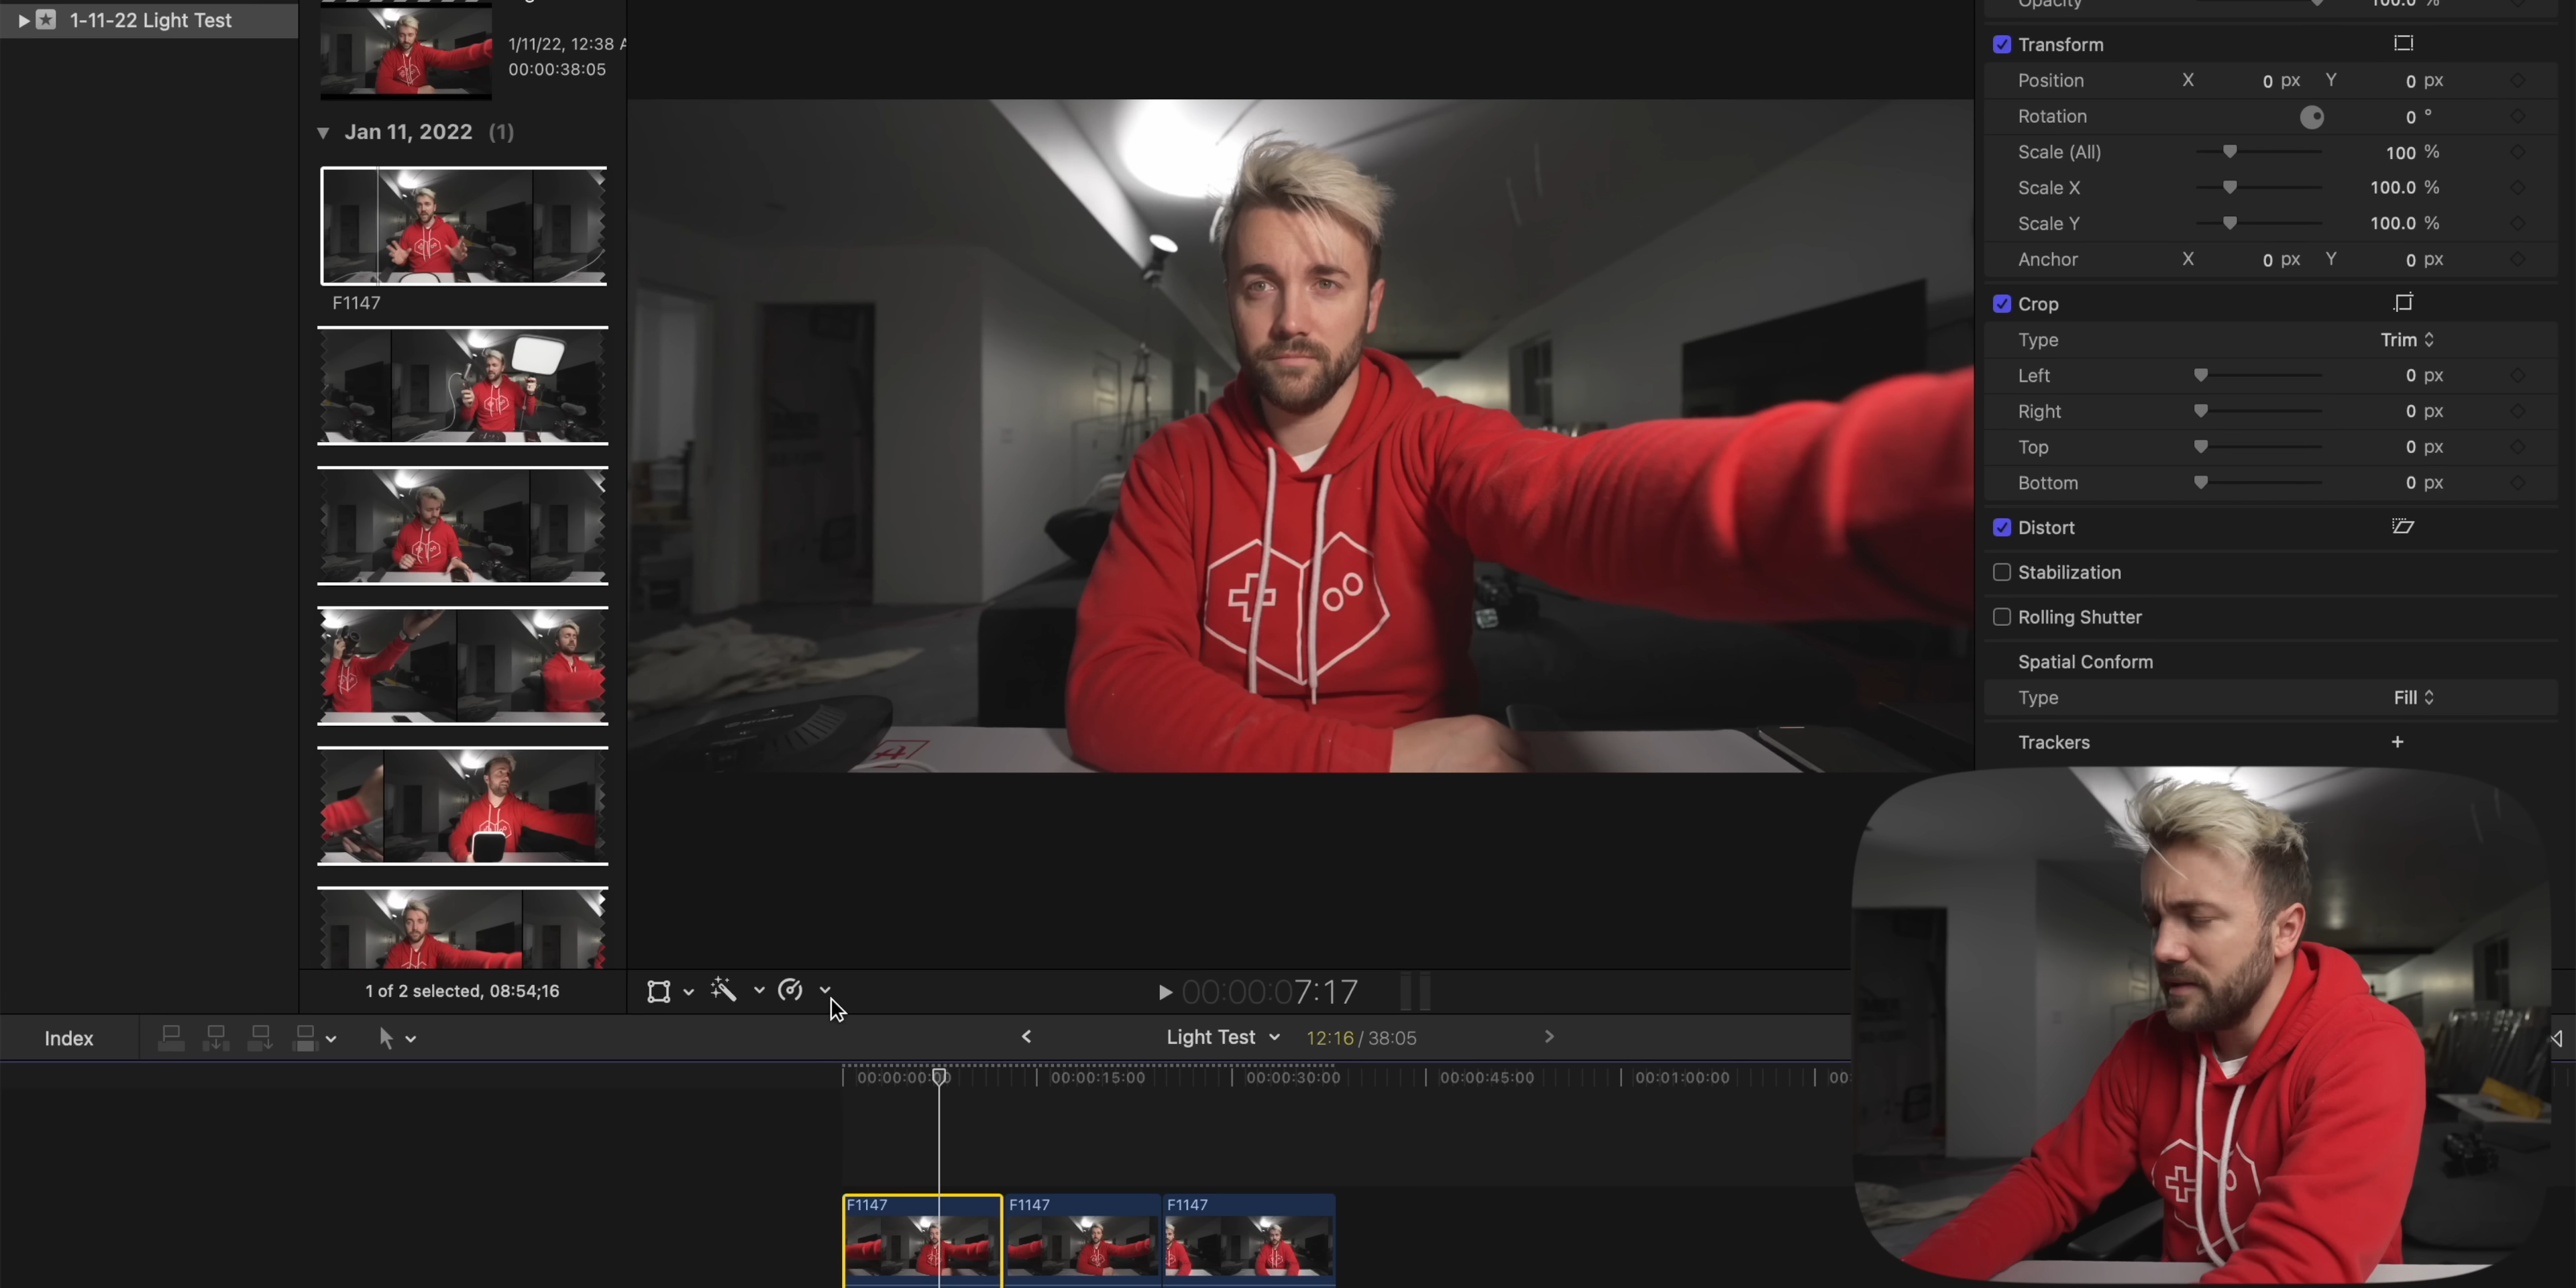 1-11-22 Light Test
1/11/22, 12:38 A
00:00:38:05
Jan 11, 2022 (1)
F1147
1 of 2 selected, 08:54;16
Opacity 100.0 %
Transform
Position X 0 px Y 0 px
Rotation 0 °
Scale (All) 100 %
Scale X 100.0 %
Scale Y 100.0 %
Anchor X 0 px Y 0 px
Crop
Type Trim
Left 0 px
Right 0 px
Top 0 px
Bottom 0 px
Distort
Stabilization
Rolling Shutter
Spatial Conform
Type Fill
Trackers +
00:00:07:17
Index
Light Test 12:16 / 38:05
00:00:00:00 00:00:15:00 00:00:30:00 00:00:45:00 00:01:00:00 00:
F1147 F1147 F1147